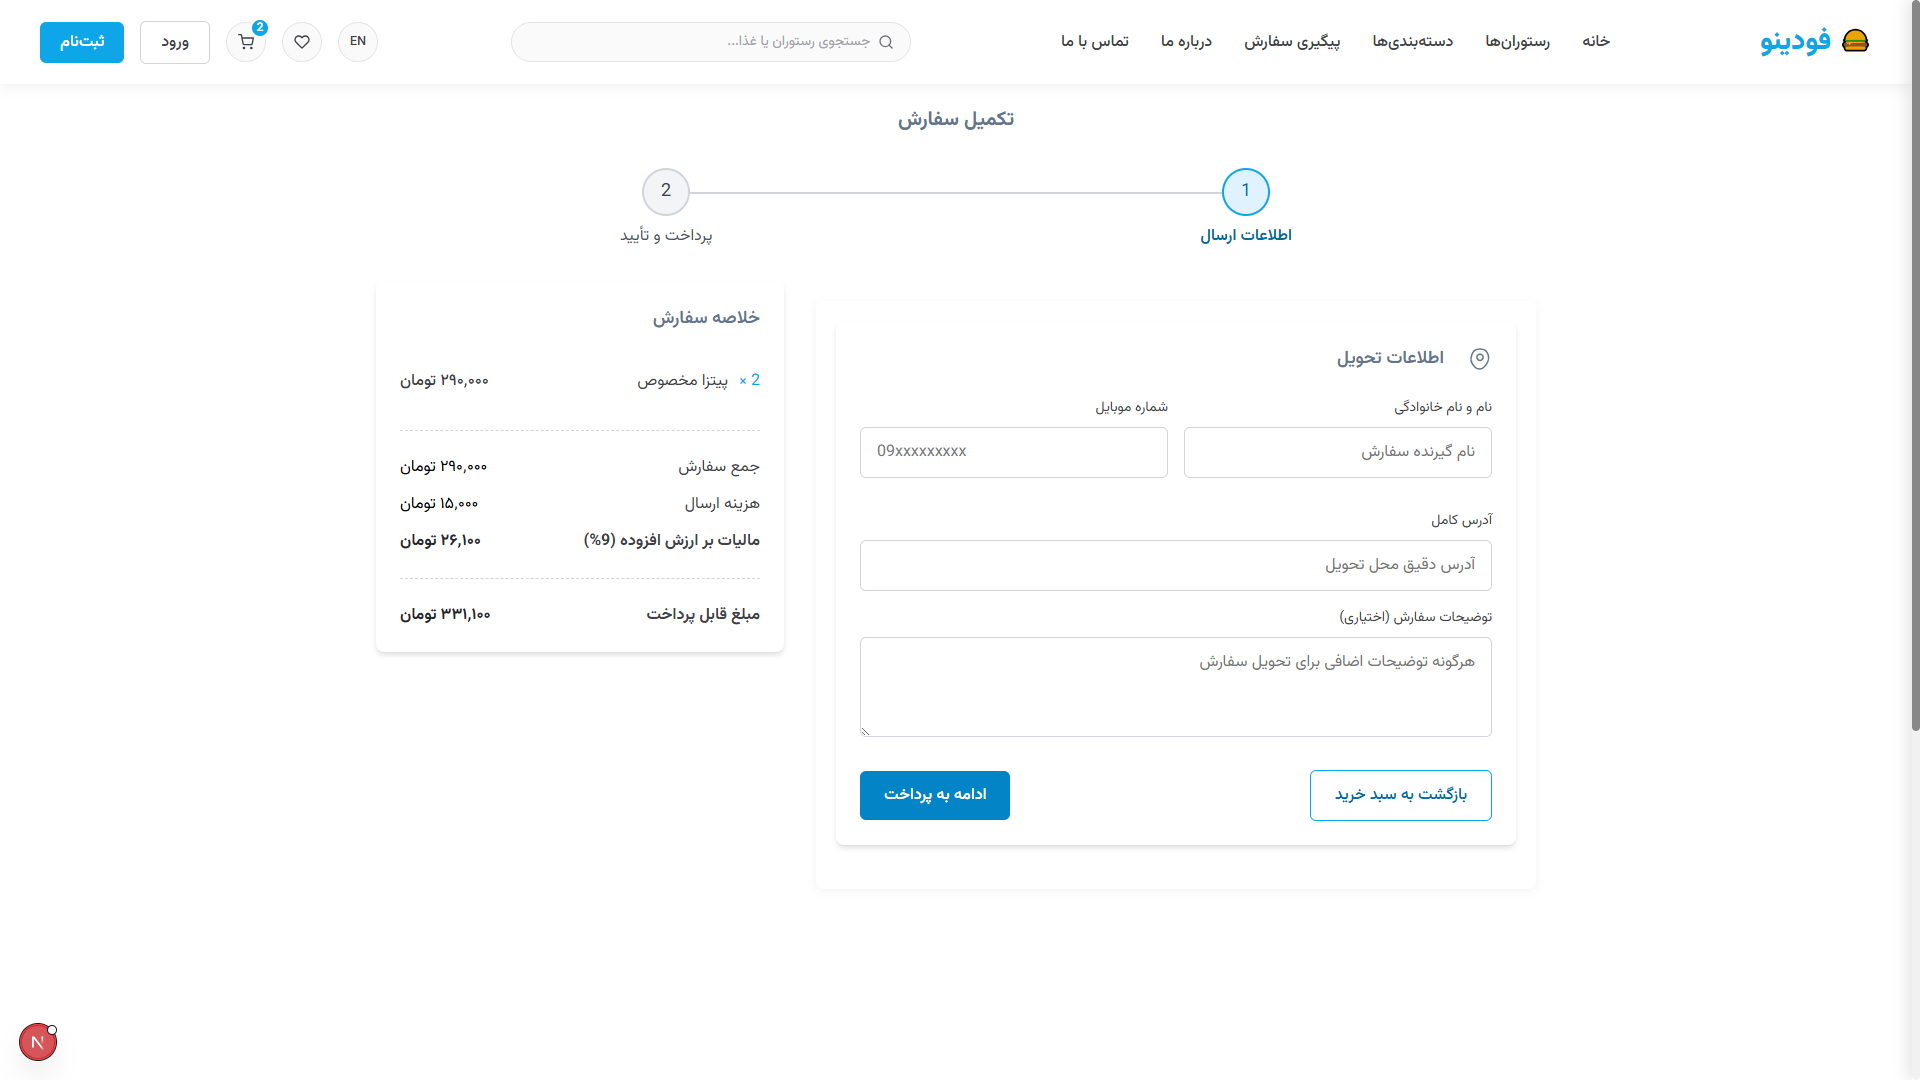 فودینو
خانه
رستوران‌ها
دسته‌بندی‌ها
پیگیری سفارش
درباره ما
تماس با ما
جستجوی رستوران یا غذا...
EN
2
ورود
ثبت‌نام
تکمیل سفارش
1
2
اطلاعات ارسال
پرداخت و تأیید
اطلاعات تحویل
نام و نام خانوادگی
شماره موبایل
نام گیرنده سفارش
09xxxxxxxxx
آدرس کامل
آدرس دقیق محل تحویل
توضیحات سفارش (اختیاری)
هرگونه توضیحات اضافی برای تحویل سفارش
بازگشت به سبد خرید
ادامه به پرداخت
خلاصه سفارش
2 × پیتزا مخصوص ۲۹۰,۰۰۰ تومان
جمع سفارش ۲۹۰,۰۰۰ تومان
هزینه ارسال ۱۵,۰۰۰ تومان
مالیات بر ارزش افزوده (9%) ۲۶,۱۰۰ تومان
مبلغ قابل پرداخت ۳۳۱,۱۰۰ تومان
N